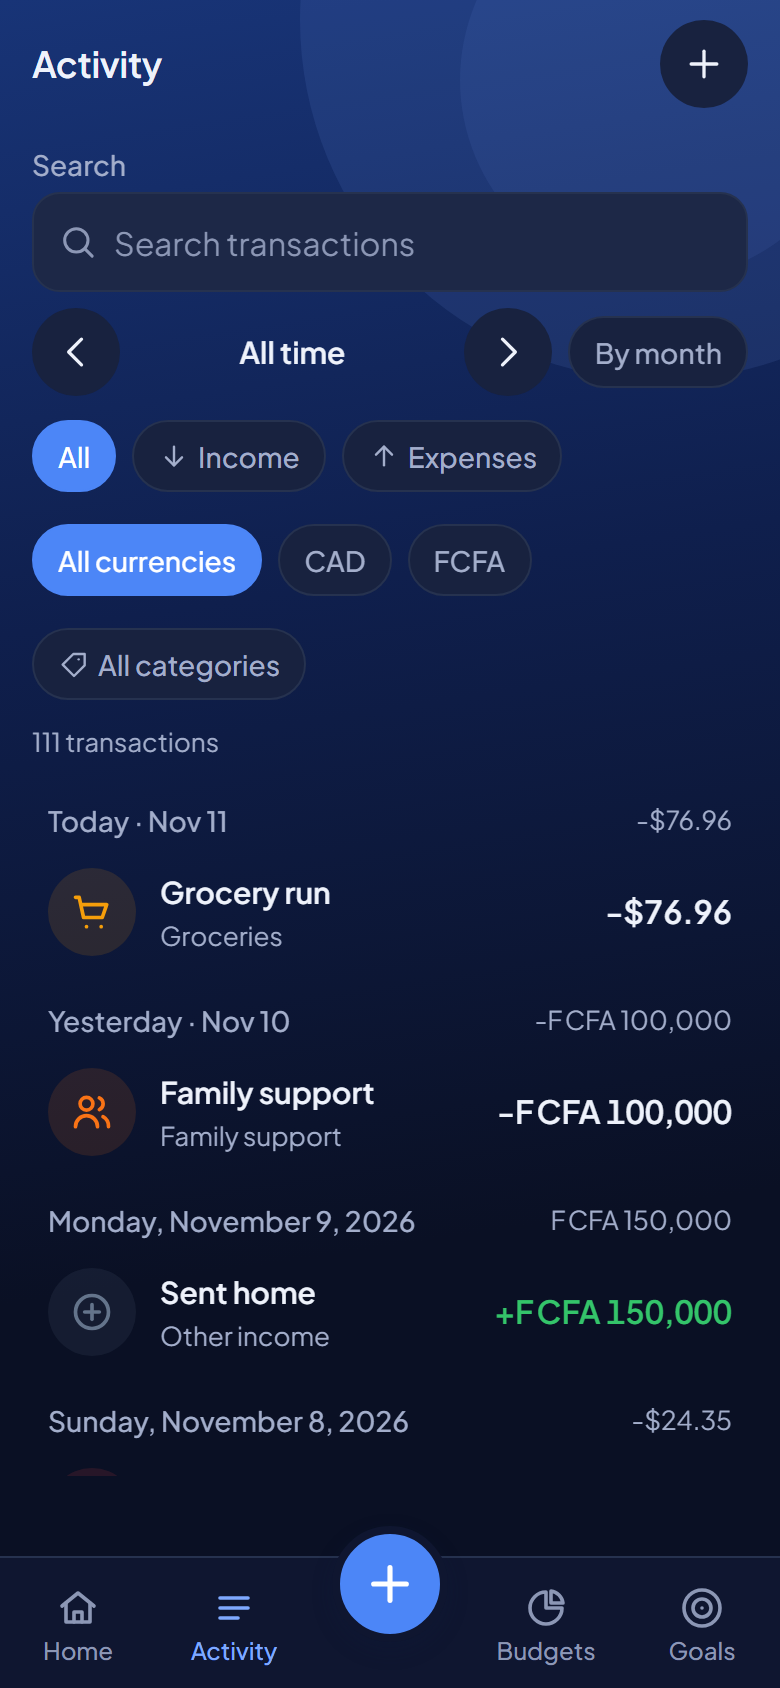 Activity
Search
Search transactions
All time
By month
All
Income
Expenses
All currencies
CAD
FCFA
All categories
111 transactions
Today · Nov 11
-$76.96
Grocery run
-$76.96
Groceries
Yesterday · Nov 10
-FCFA 100,000
Family support
-FCFA 100,000
Family support
Monday, November 9, 2026
FCFA 150,000
Sent home
+FCFA 150,000
Other income
Sunday, November 8, 2026
-$24.35
Home
Activity
Budgets
Goals